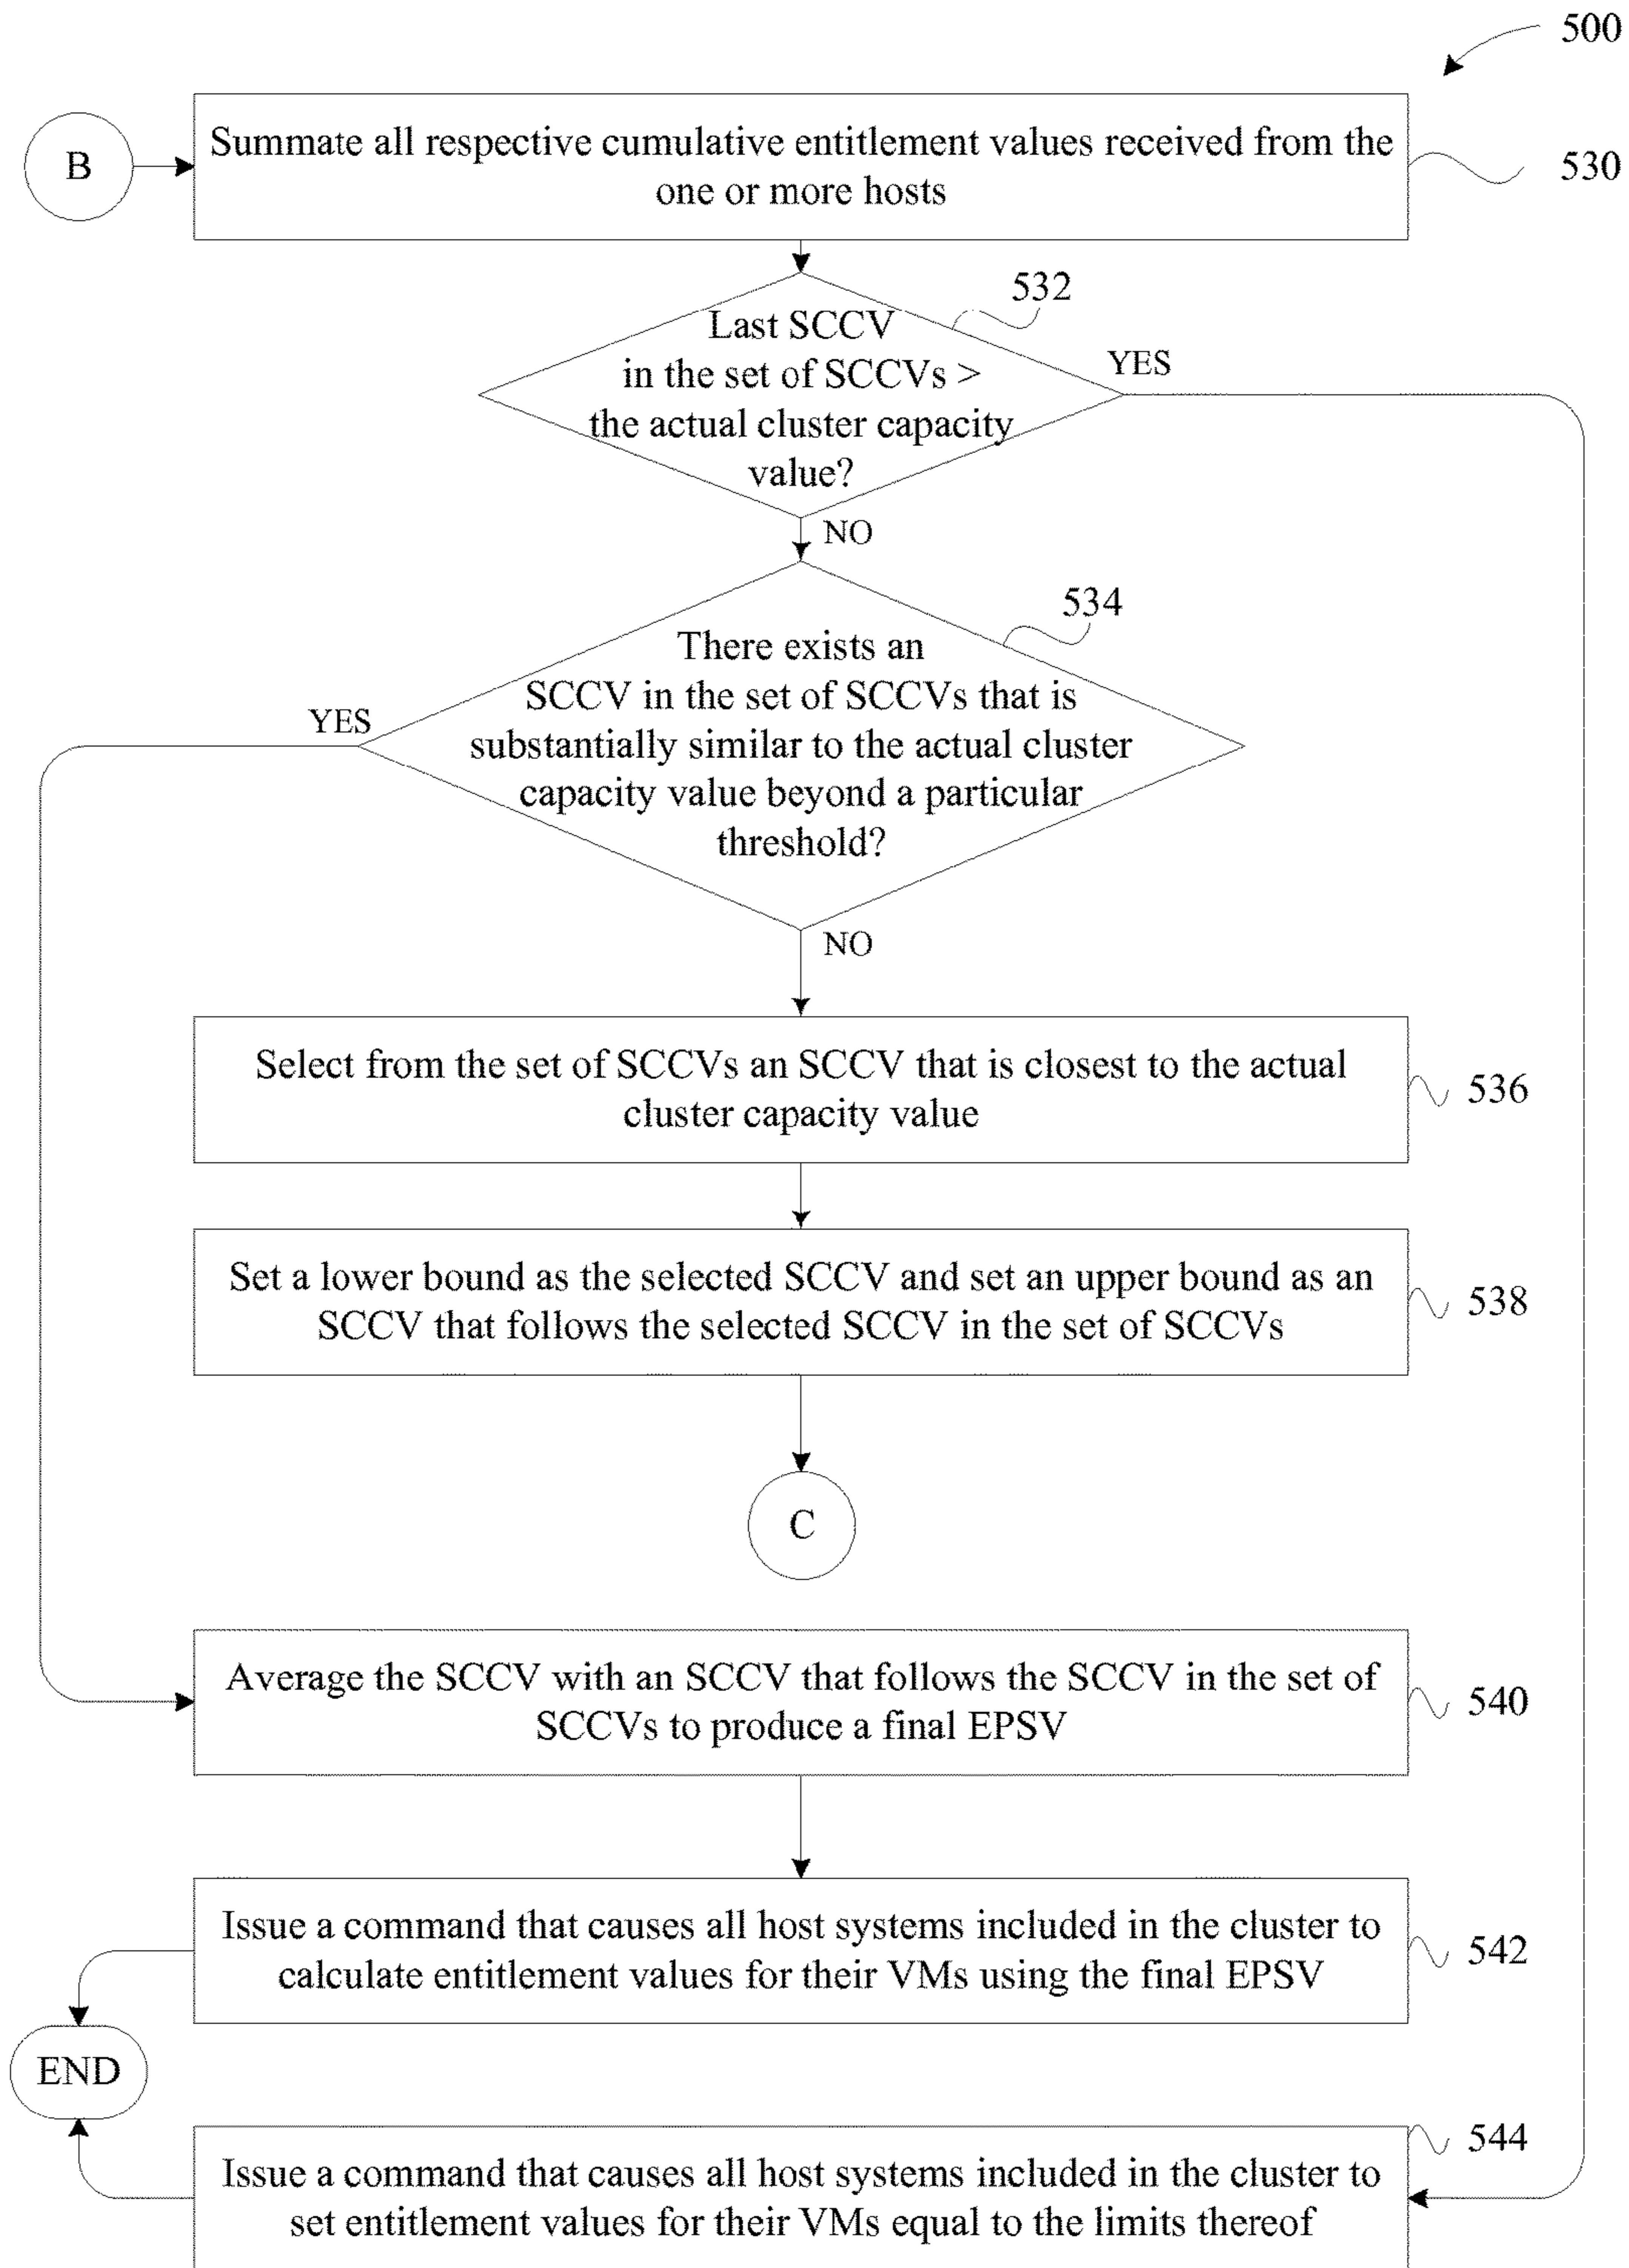 500
B
Summate all respective cumulative entitlement values received from the
one or more hosts
530
532
Last SCCV
in the set of SCCVs >
the actual cluster capacity
value?
YES
NO
534
There exists an
SCCV in the set of SCCVs that is
substantially similar to the actual cluster
capacity value beyond a particular
threshold?
YES
NO
Select from the set of SCCVs an SCCV that is closest to the actual
cluster capacity value
536
Set a lower bound as the selected SCCV and set an upper bound as an
SCCV that follows the selected SCCV in the set of SCCVs
538
C
Average the SCCV with an SCCV that follows the SCCV in the set of
SCCVs to produce a final EPSV
540
Issue a command that causes all host systems included in the cluster to
calculate entitlement values for their VMs using the final EPSV
542
END
544
Issue a command that causes all host systems included in the cluster to
set entitlement values for their VMs equal to the limits thereof